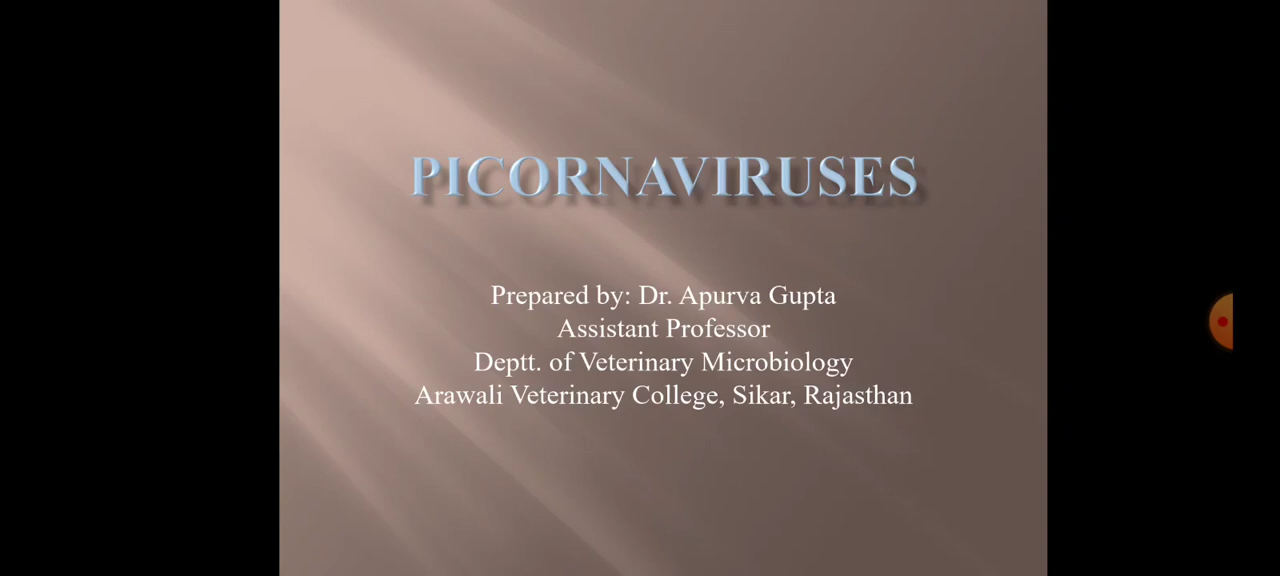 PICORNAVIRUSES
Prepared by: Dr. Apurva Gupta
Assistant Professor
Deptt. of Veterinary Microbiology
Arawali Veterinary College, Sikar, Rajasthan